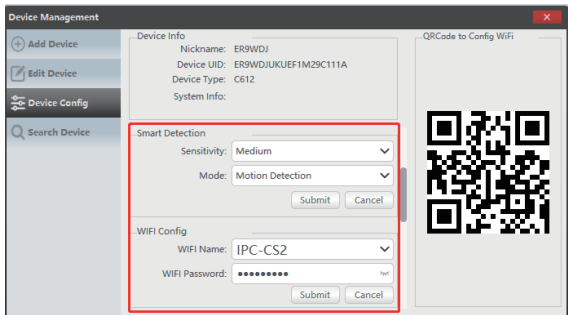 Device Management
Add Device
Edit Device
Device Config
Search Device
Device Info
Nickname: ER9WDJ
Device UID: ER9WDJUKUEF1M29C111A
Device Type: C612
System Info:
Smart Detection
Sensitivity: Medium
Mode: Motion Detection
Submit Cancel
WIFI Config
WIFI Name: IPC-CS2
WIFI Password: •••••••••
Submit Cancel
QRCode to Config WiFi